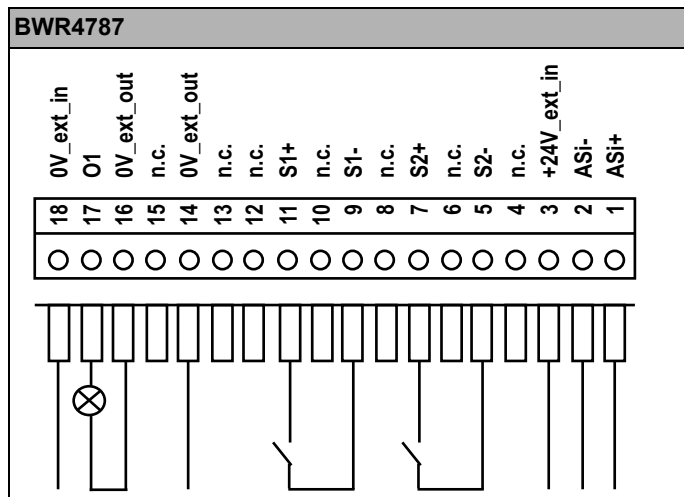 BWR4787
0V_ext_in
O1
0V_ext_out
n.c.
0V_ext_out
n.c.
n.c.
S1+
n.c.
S1-
n.c.
S2+
n.c.
S2-
n.c.
+24V_ext_in
ASi-
ASi+
18 17 16 15 14 13 12 11 10 9 8 7 6 5 4 3 2 1